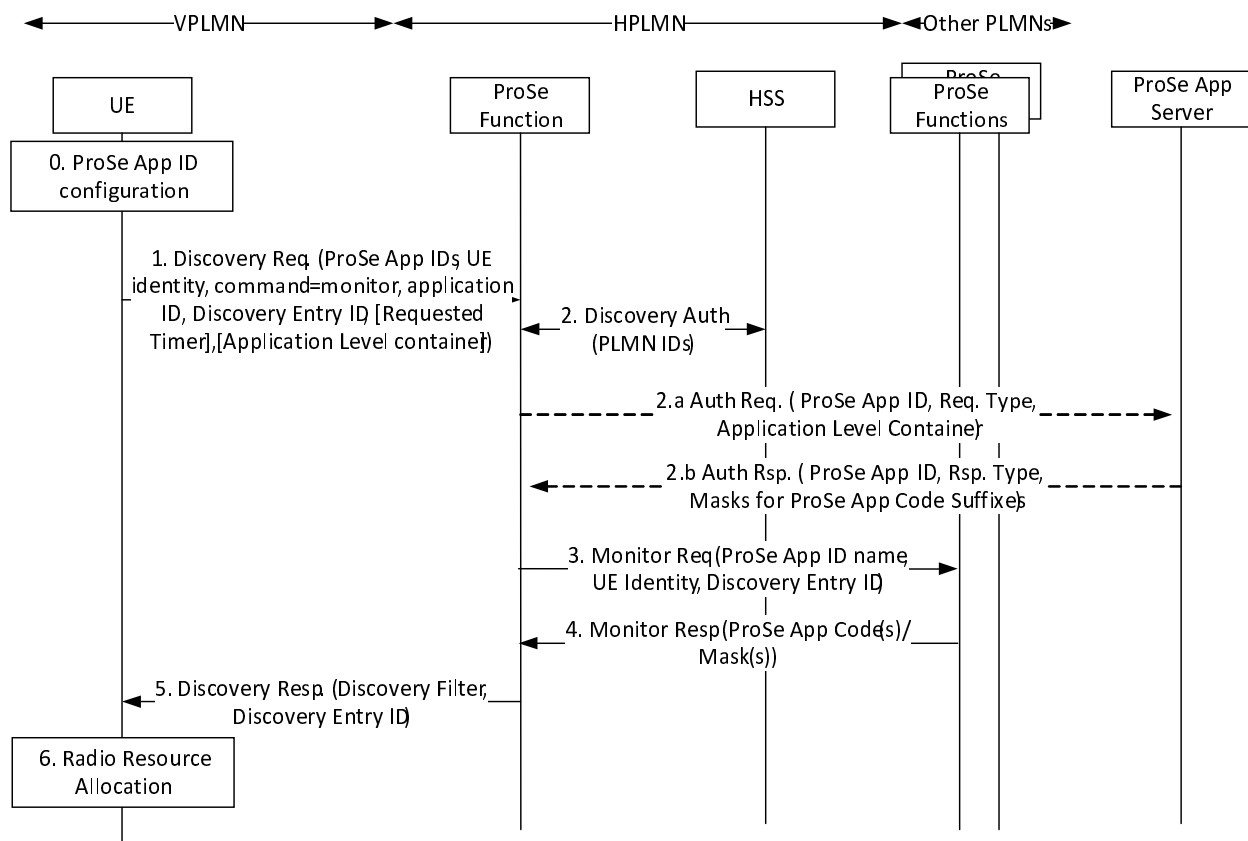 VPLMN
HPLMN
Other PLMNs
UE
ProSe
Function
HSS
ProSe
ProSe
Functions
ProSe App
Server
0. ProSe App ID
configuration
1. Discovery Req. (ProSe App IDs, UE
identity, command=monitor, application
ID, Discovery Entry ID, [Requested
Timer],[Application Level container])
2. Discovery Auth
(PLMN IDs)
2.a Auth Req. ( ProSe App ID, Req. Type,
Application Level Container)
2.b Auth Rsp. ( ProSe App ID, Rsp. Type,
Masks for ProSe App Code Suffixes)
3. Monitor Req(ProSe App ID name,
UE Identity, Discovery Entry ID)
4. Monitor Resp(ProSe App Code(s)/
Mask(s))
5. Discovery Resp. (Discovery Filter,
Discovery Entry ID)
6. Radio Resource
Allocation